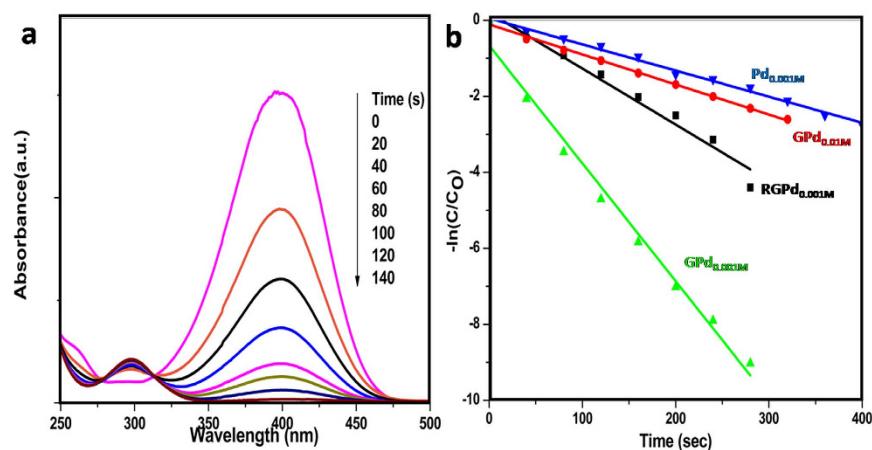 a
Absorbance(a.u.)
Time (s)
0
20
40
60
80
100
120
140
250
300
350
400
450
500
Wavelength (nm)
b
-ln(C/CO)
0
-2
-4
-6
-8
-10
Pd0.001M
GPd0.01M
RGPd0.001M
GPd0.001M
0
100
200
300
400
Time (sec)